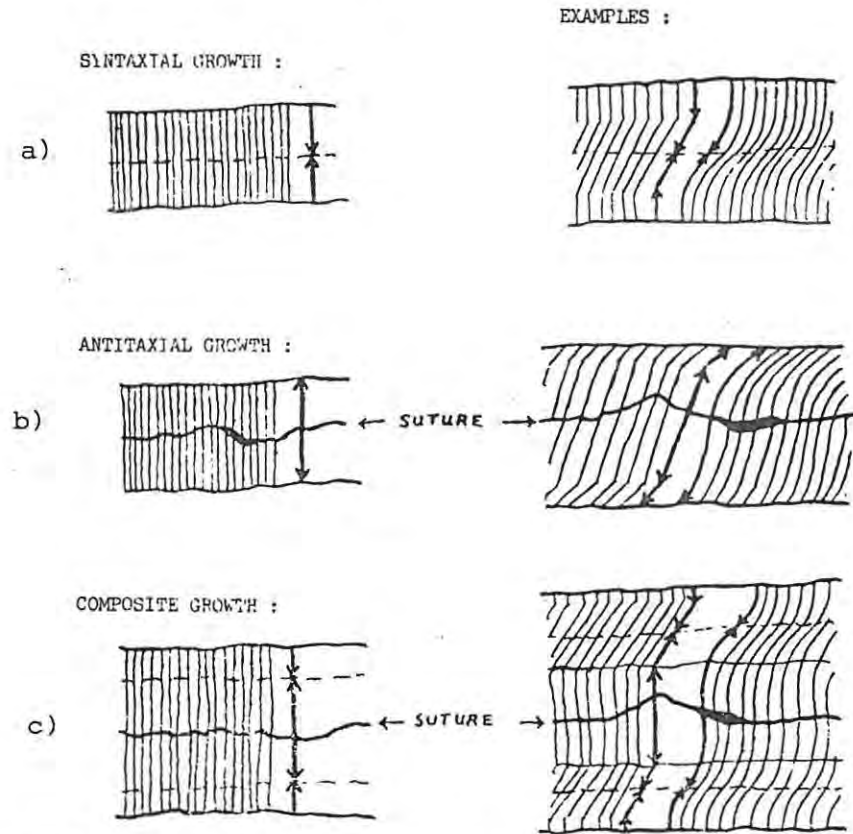 EXAMPLES :
SYNTAXIAL GROWTH :
a)
ANTITAXIAL GROWTH :
b)
← SUTURE →
COMPOSITE GROWTH :
c)
← SUTURE →